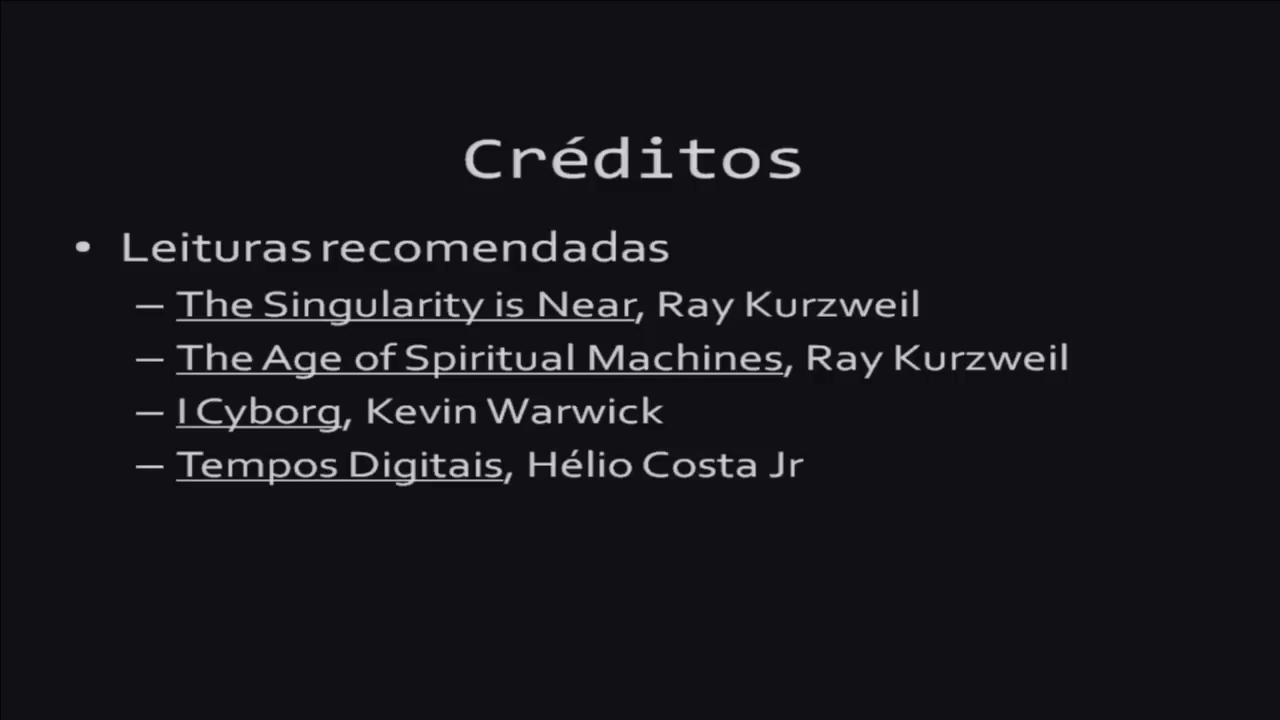 Créditos
• Leituras recomendadas
– The Singularity is Near, Ray Kurzweil
– The Age of Spiritual Machines, Ray Kurzweil
– I Cyborg, Kevin Warwick
– Tempos Digitais, Hélio Costa Jr